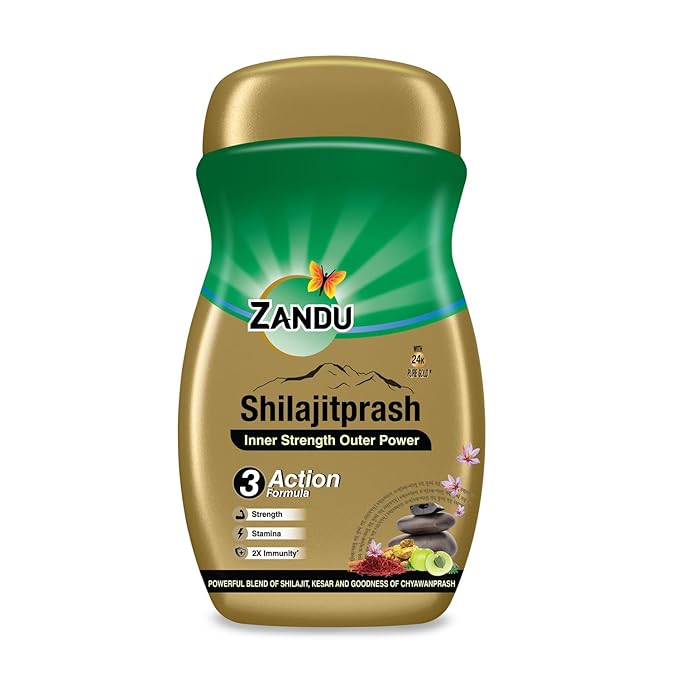 ZANDU
WITH
24K
PURE GOLD*
Shilajitprash
Inner Strength Outer Power
3 Action
Formula
Strength
Stamina
2X Immunity*
POWERFUL BLEND OF SHILAJIT, KESAR AND GOODNESS OF CHYAWANPRASH